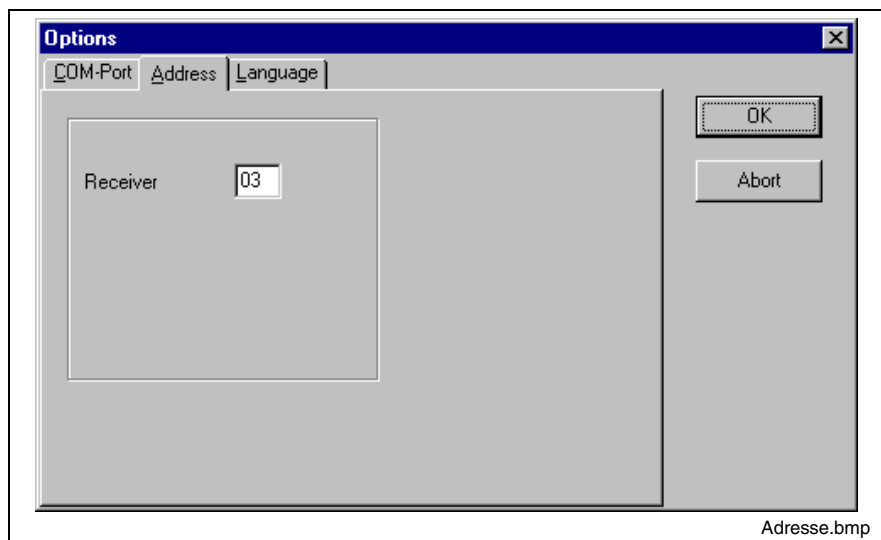 Options
COM-Port Address Language
OK
Receiver 03
Abort
Adresse.bmp